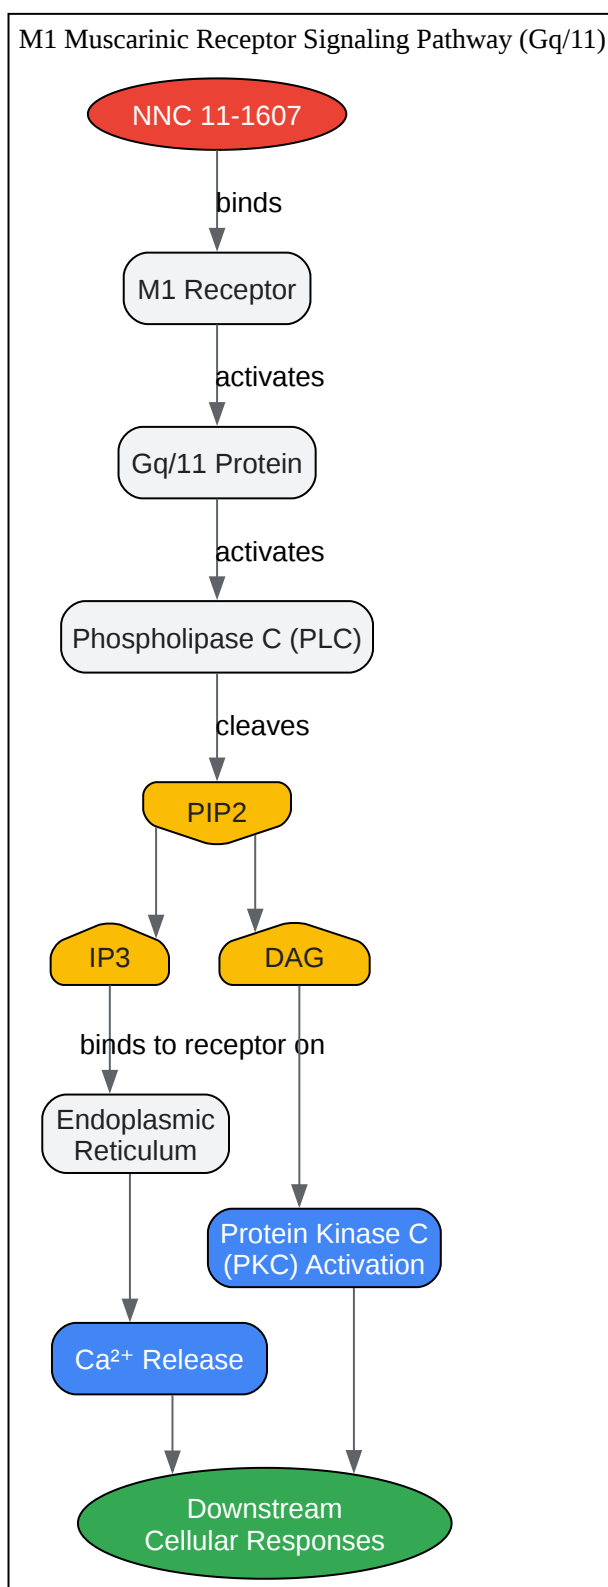 M1 Muscarinic Receptor Signaling Pathway (Gq/11)
NNC 11-1607
binds
M1 Receptor
activates
Gq/11 Protein
activates
Phospholipase C (PLC)
cleaves
PIP2
IP3
DAG
binds to receptor on
Endoplasmic
Reticulum
Protein Kinase C
(PKC) Activation
Ca²⁺ Release
Downstream
Cellular Responses